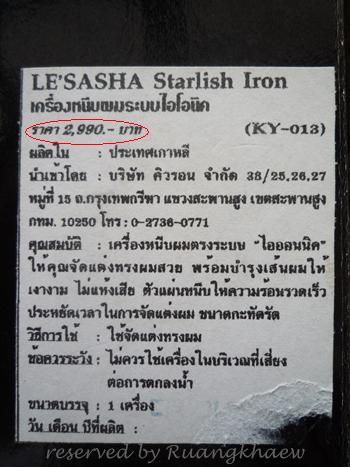 LE'SASHA Starlish Iron
เครื่องหนีบผมระบบไอโอนิค
ราคา 2,990.- บาท (KY-013)
ผลิตใน : ประเทศเกาหลี
นำเข้าโดย : บริษัท คิวรอน จำกัด 38/25,26,27
หมู่ที่ 15 ถ.กรุงเทพกรีฑา แขวงสะพานสูง เขตสะพานสูง
กทม. 10250 โทร : 0-2736-0771
คุณสมบัติ : เครื่องหนีบผมตรงระบบ "ไอออนนิค"
ให้คุณจัดแต่งทรงผมสวย พร้อมบำรุงเส้นผมให้
เงางาม ไม่แห้งเสีย ตัวแผ่นหนีบให้ความร้อนรวดเร็ว
ประหยัดเวลาในการจัดแต่งผม ขนาดกะทัดรัด
วิธีการใช้ : ใช้จัดแต่งทรงผม
ข้อควรระวัง : ไม่ควรใช้เครื่องในบริเวณที่เสี่ยง
ต่อการตกลงน้ำ
ขนาดบรรจุ : 1 เครื่อง
วัน เดือน ปีที่ผลิต :
reserved by Ruangkhaew